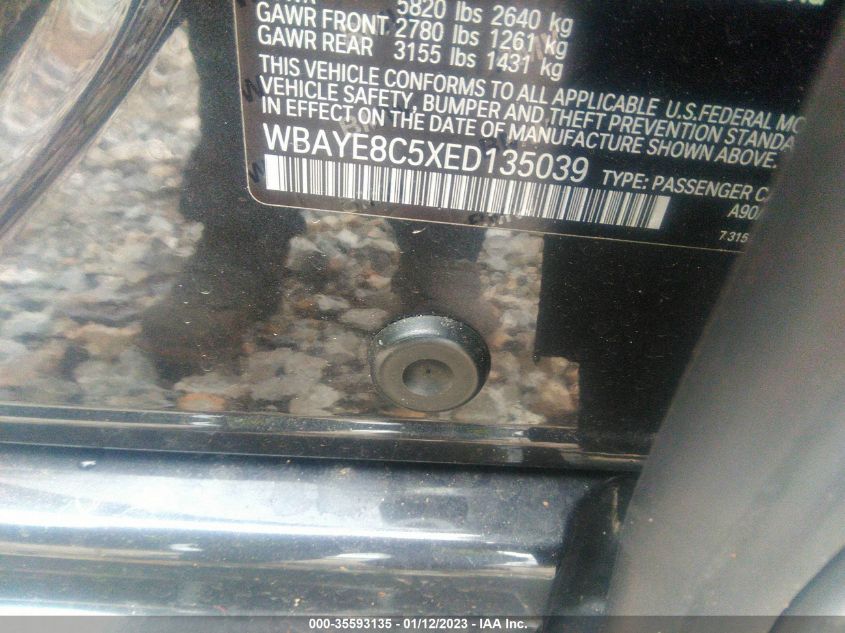 5820 lbs 2640 kg
GAWR FRONT 2780 lbs 1261 kg
GAWR REAR 3155 lbs 1431 kg
THIS VEHICLE CONFORMS TO ALL APPLICABLE U.S.FEDERAL MO
VEHICLE SAFETY, BUMPER AND THEFT PREVENTION STANDA
IN EFFECT ON THE DATE OF MANUFACTURE SHOWN ABOVE.
WBAYE8C5XED135039 TYPE: PASSENGER C
A90/
7315
000-35593135 - 01/12/2023 - IAA Inc.